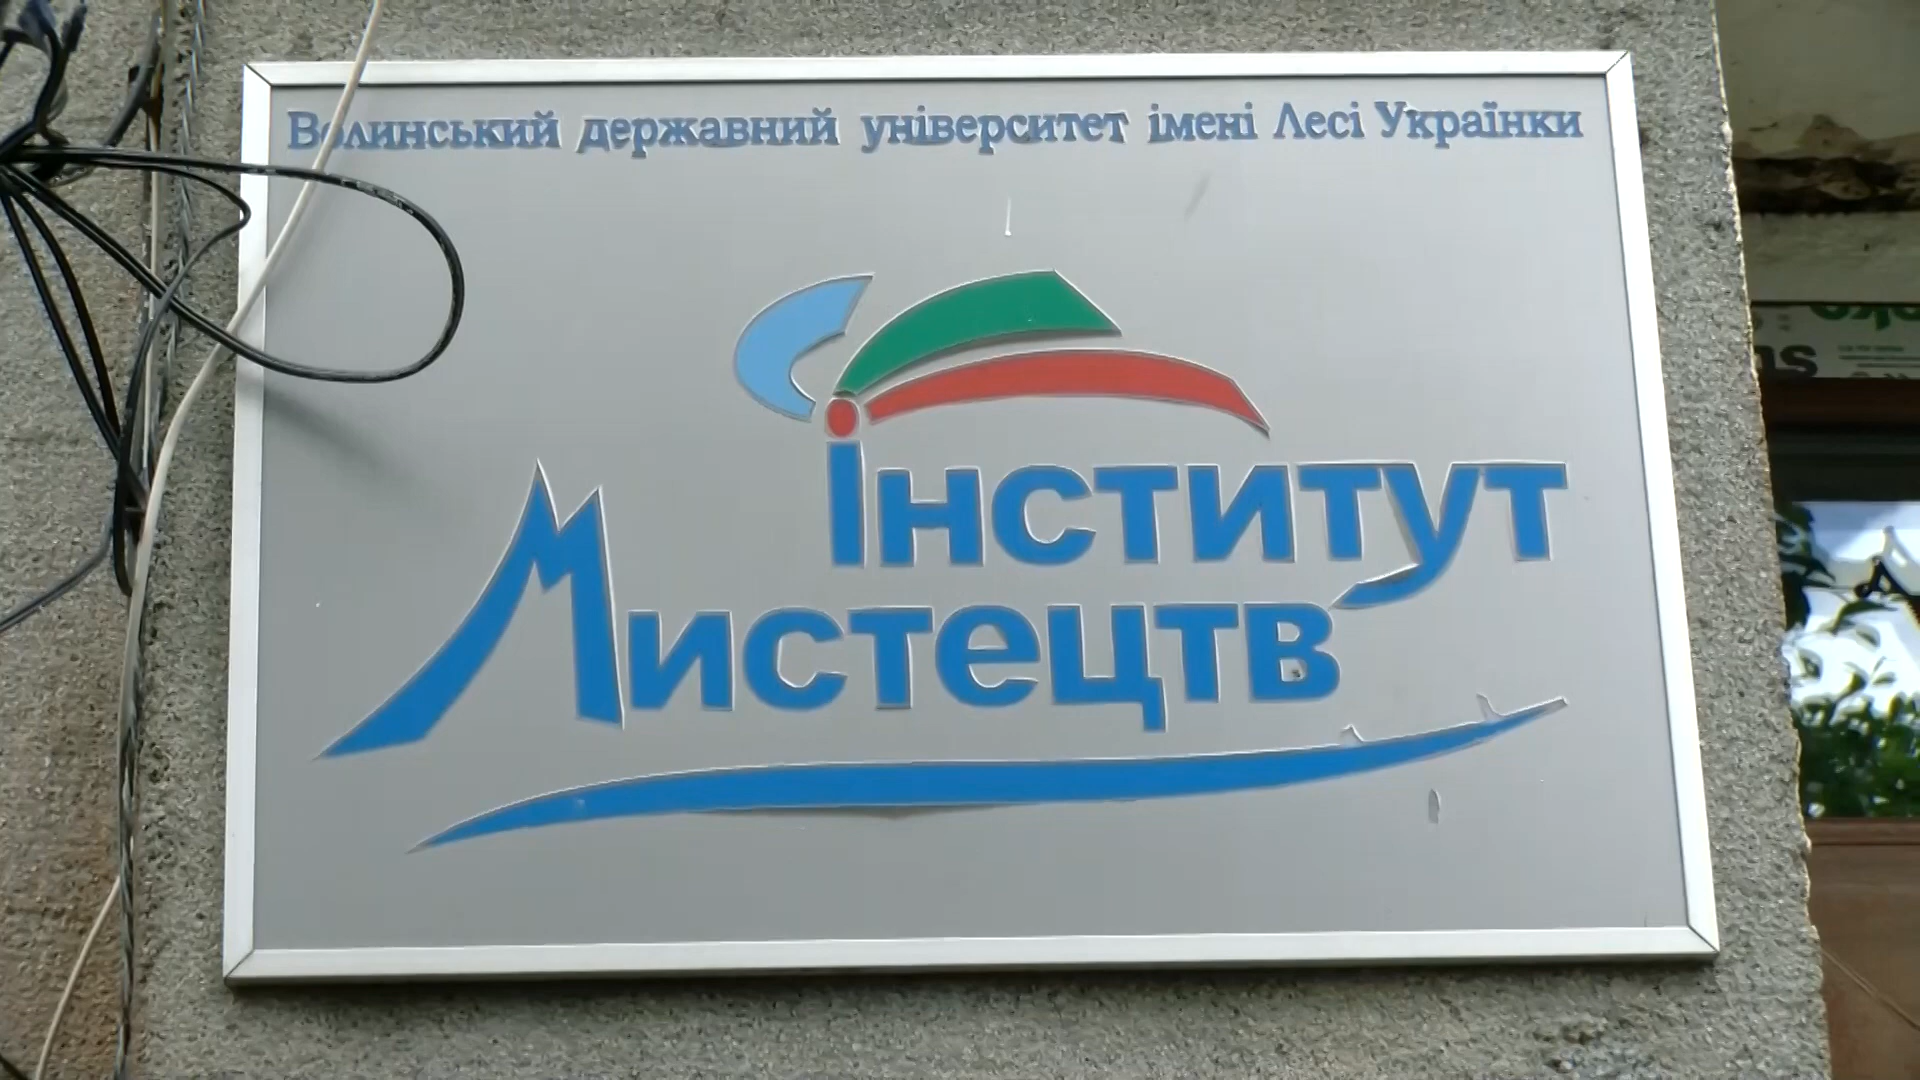 Волинський державний університет імені Лесі Українки
Інститут
Мистецтв